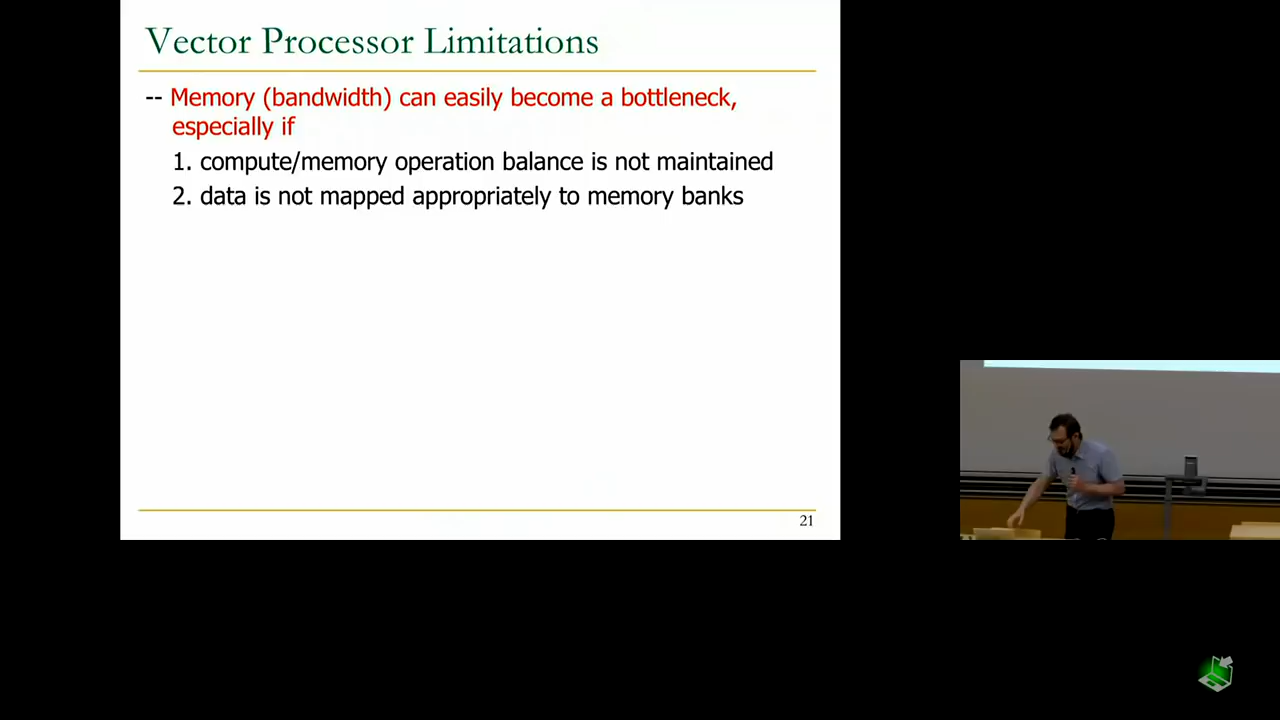 Vector Processor Limitations
-- Memory (bandwidth) can easily become a bottleneck,
especially if
1. compute/memory operation balance is not maintained
2. data is not mapped appropriately to memory banks
21